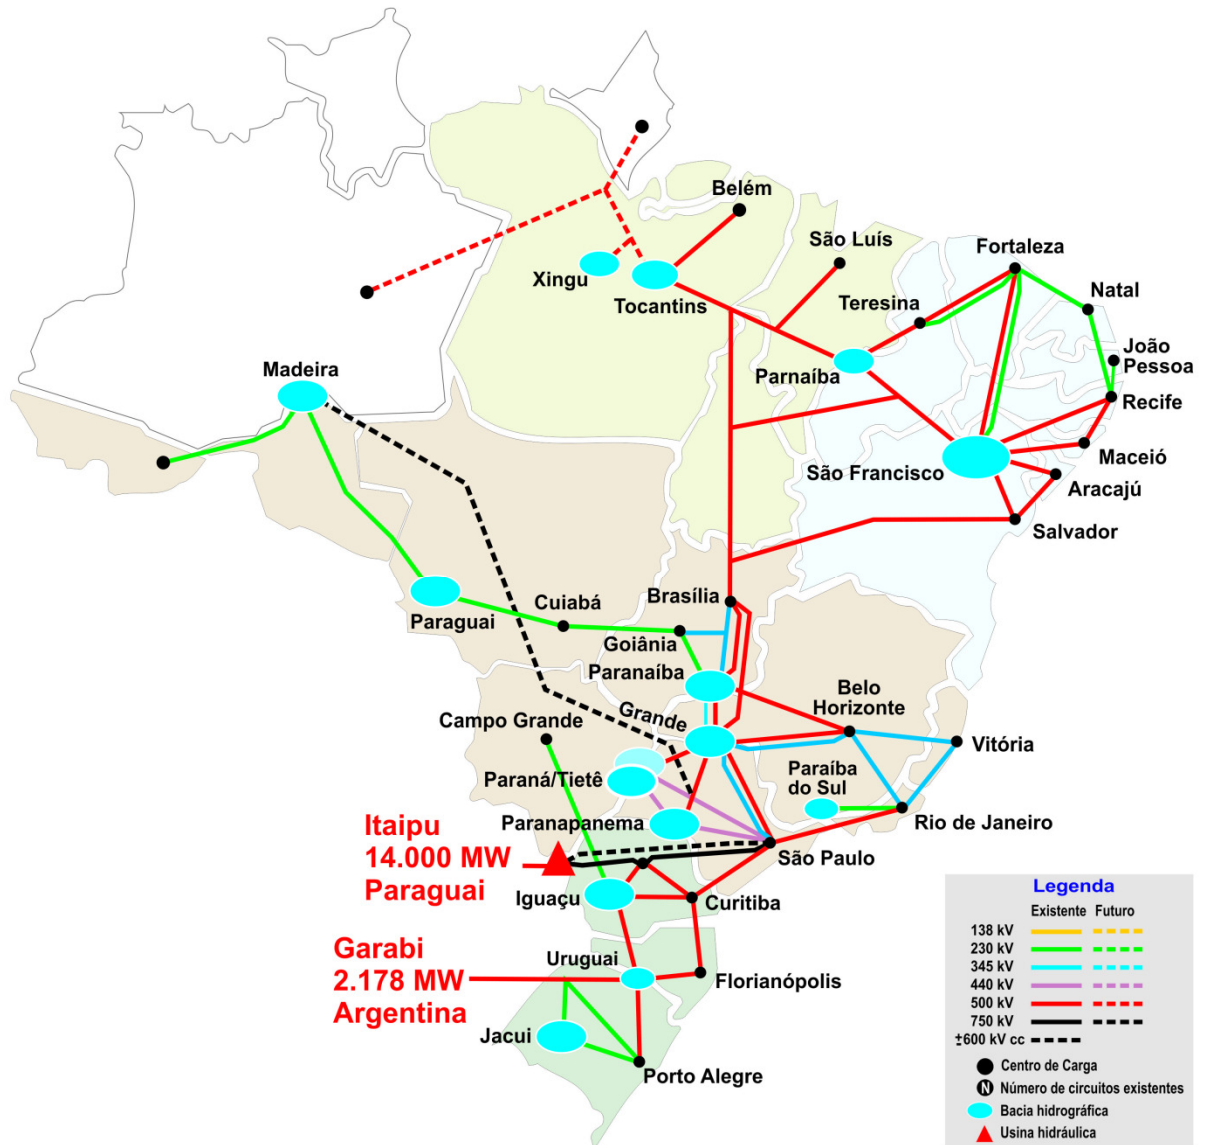 Belém
São Luís
Fortaleza
Xingu
Tocantins
Teresina
Natal
João
Pessoa
Madeira
Parnaíba
Recife
São Francisco
Maceió
Aracajú
Salvador
Paraguai
Cuiabá
Brasília
Goiânia
Paranaíba
Grande
Belo
Horizonte
Campo Grande
Vitória
Paraná/Tietê
Paraíba
do Sul
Paranapanema
Rio de Janeiro
Itaipu
14.000 MW
Paraguai
São Paulo
Iguaçu
Curitiba
Garabi
2.178 MW
Argentina
Uruguai
Florianópolis
Jacui
Porto Alegre
Legenda
Existente Futuro
138 kV
230 kV
345 kV
440 kV
500 kV
750 kV
±600 kV cc
Centro de Carga
N Número de circuitos existentes
Bacia hidrográfica
Usina hidráulica